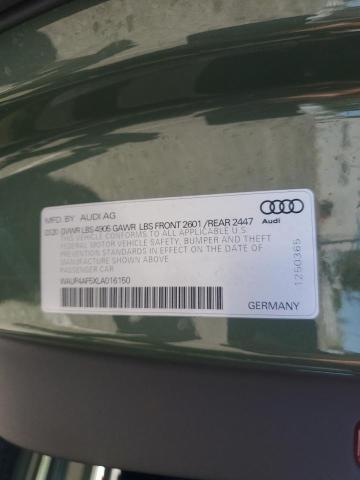 MFD. BY AUDI AG
03/20 GVWR LBS 4905 GAWR LBS FRONT 2601 /REAR 2447
THIS VEHICLE CONFORMS TO ALL APPLICABLE U.S.
FEDERAL MOTOR VEHICLE SAFETY, BUMPER AND THEFT
PREVENTION STANDARDS IN EFFECT ON THE
DATE OF MANUFACTURE SHOWN ABOVE.
PASSENGER CAR
WAUP4AF5XLA016150
Audi
1250365
GERMANY